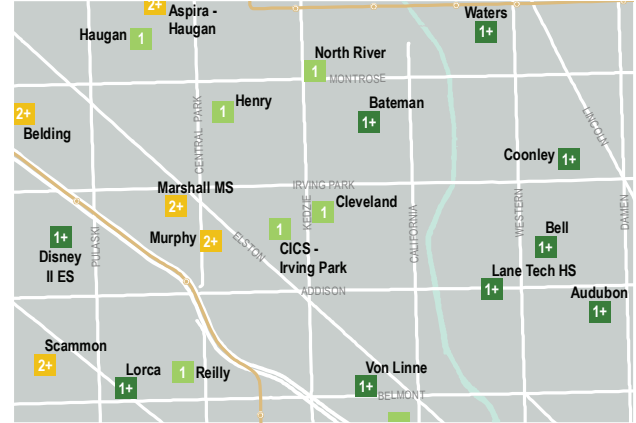 2+
Aspira -
Haugan
Haugan
1
Waters
1+
North River
1
MONTROSE
2+
Belding
1
Henry
CENTRAL PARK
Bateman
1+
LINCOLN
Coonley
1+
Marshall MS
2+
IRVING PARK
KEDZIE
Cleveland
1
1
CICS -
Irving Park
Murphy
2+
ELSTON
PULASKI
1+
Disney
II ES
CALIFORNIA
WESTERN
DAMEN
Bell
1+
Lane Tech HS
1+
Audubon
1+
ADDISON
Scammon
2+
Lorca
1+
1
Reilly
Von Linne
1+
BELMONT